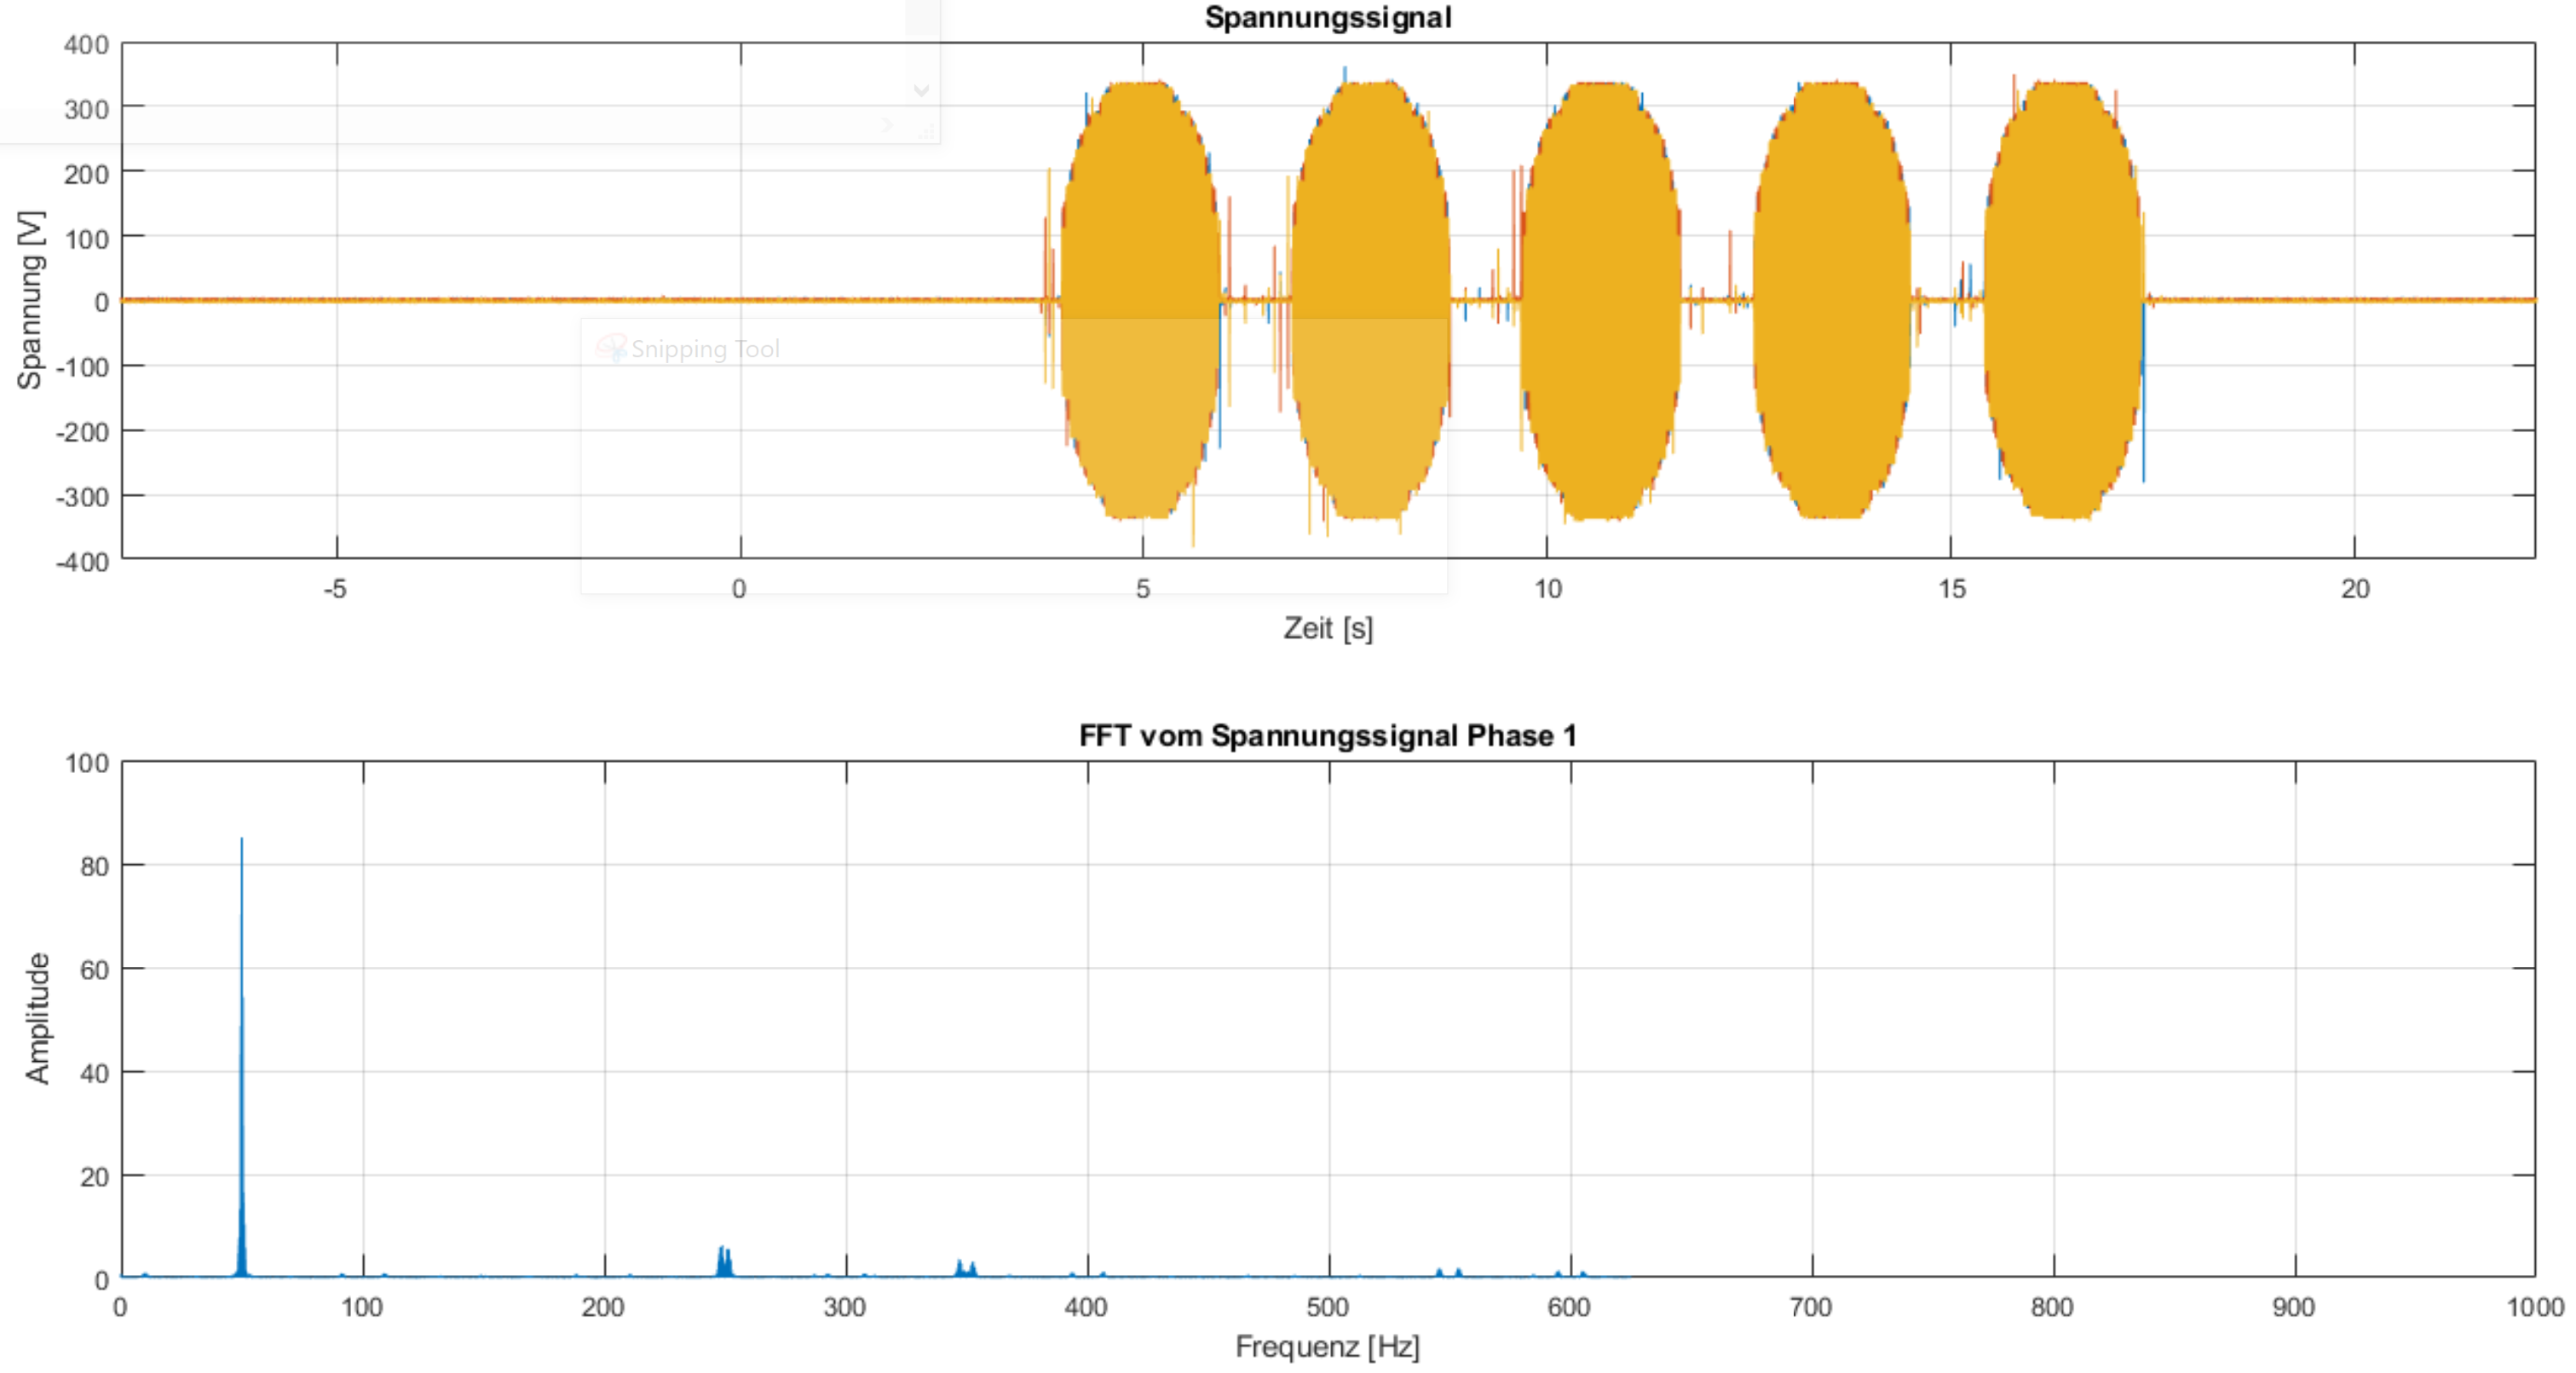 Spannungssignal
400
300
200
100
0
-100
-200
-300
-400
Spannung [V]
Snipping Tool
-5 0 5 10 15 20
Zeit [s]
FFT vom Spannungssignal Phase 1
100
80
60
40
20
0
Amplitude
0 100 200 300 400 500 600 700 800 900 1000
Frequenz [Hz]